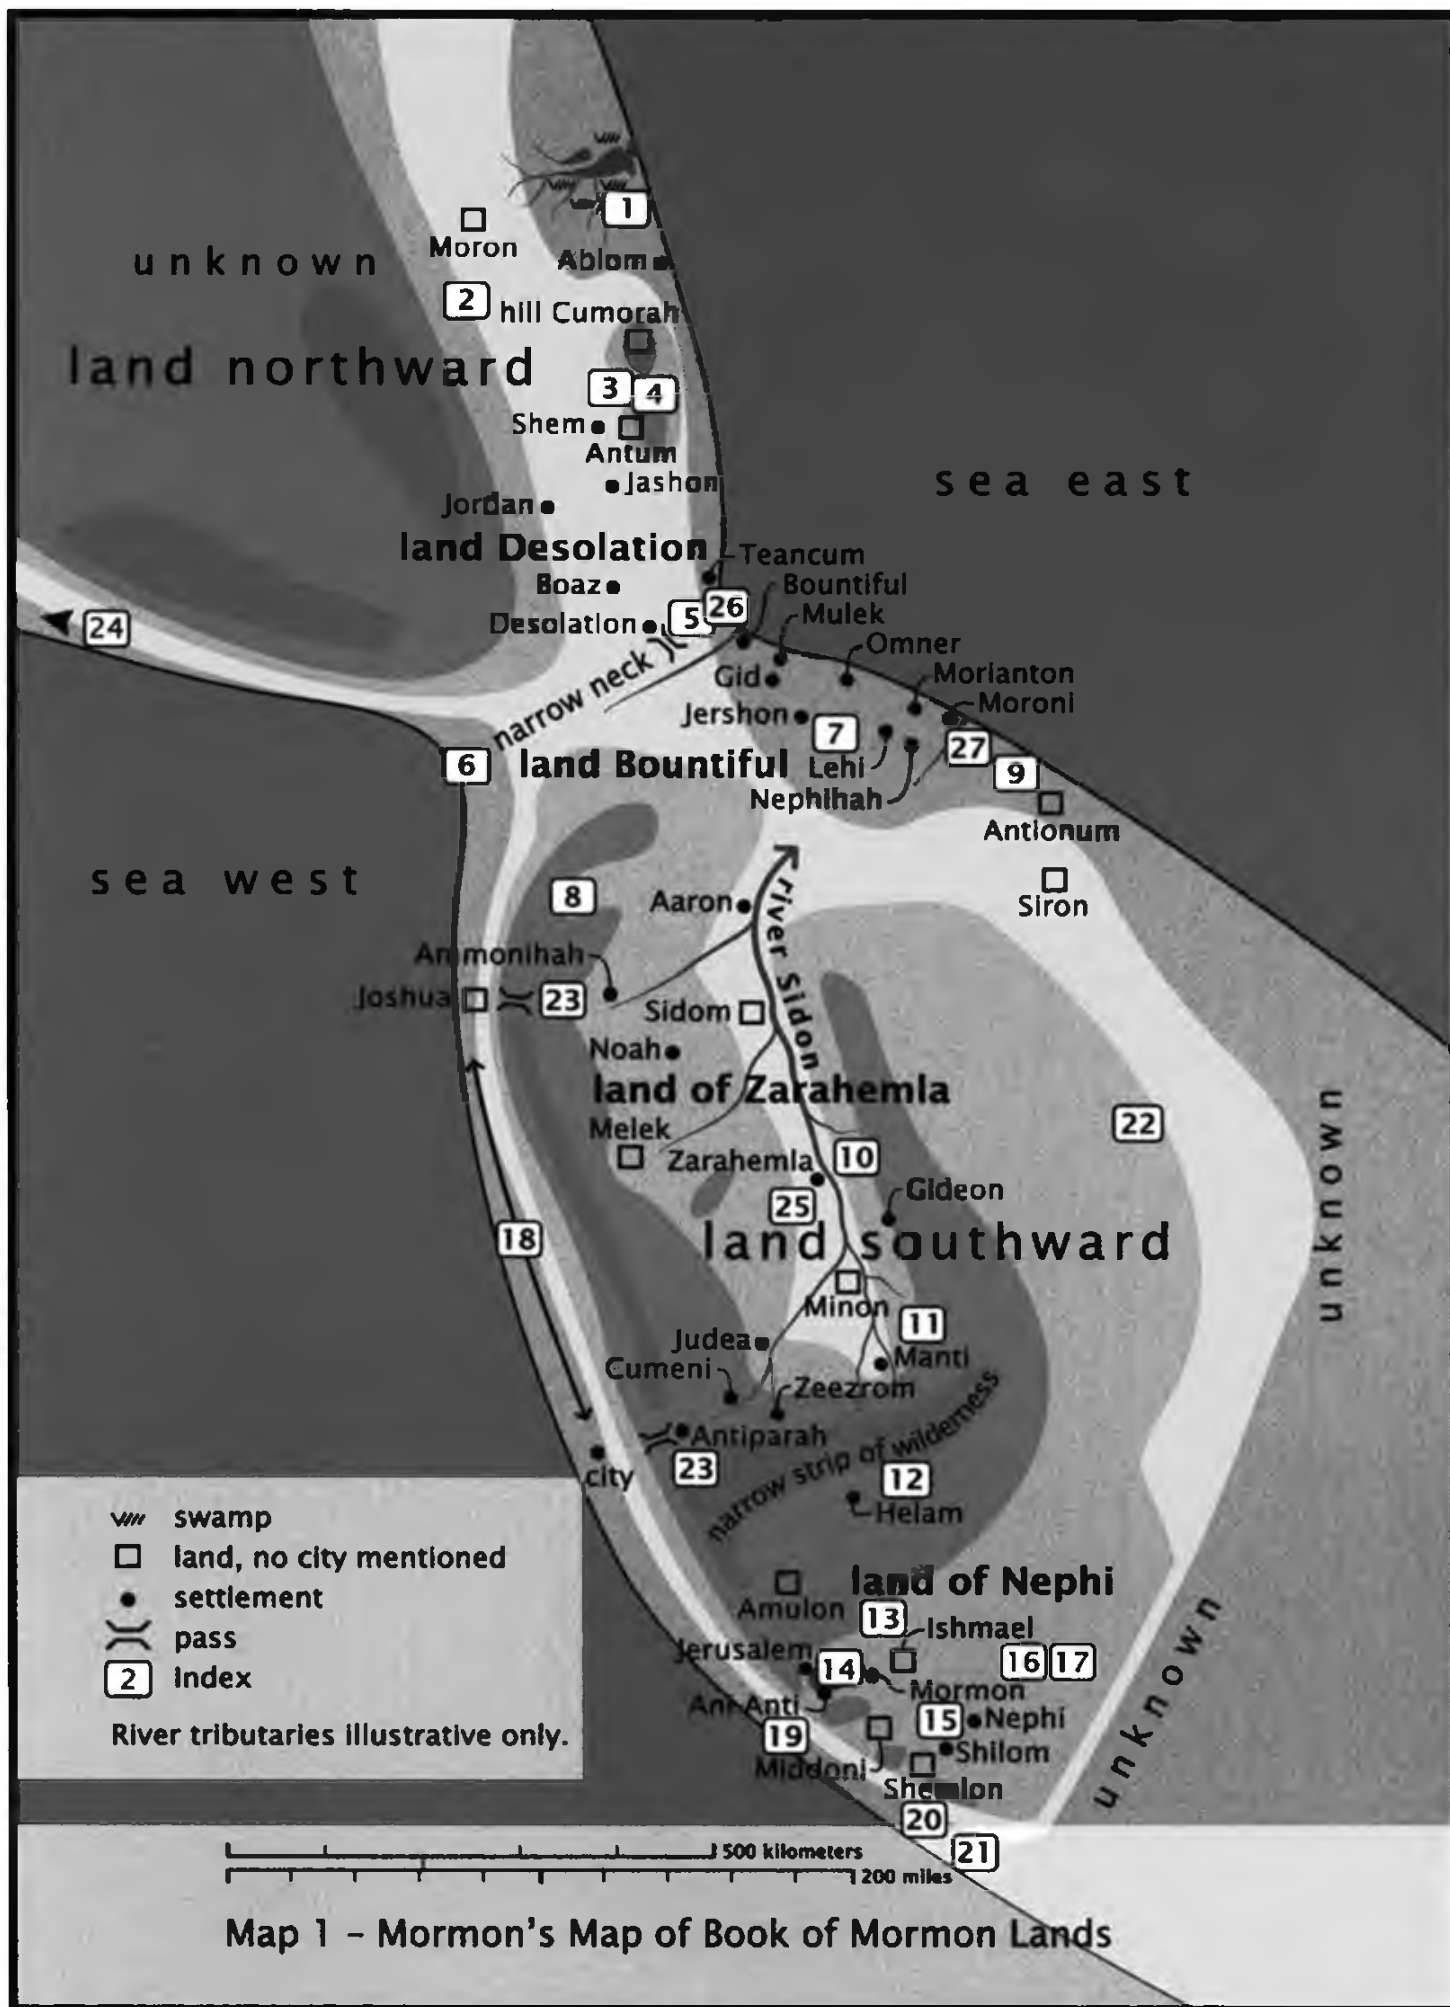 1
Moron
unknown
Ablom
2
hill Cumorah
land northward
3
4
Shem
Antum
Jashon
sea east
Jordan
land Desolation
Teancum
Boaz
Bountiful
26
5
Mulek
24
Desolation
Omner
narrow neck
Gid
Morianton
Moroni
Jershon
7
27
6
land Bountiful
Lehi
9
Nephihah
Antionum
sea west
8
Aaron
river Sidon
Siron
Ammonihah
Joshua
23
Sidom
Noah
land of Zarahemla
22
Melek
unknown
Zarahemla
10
25
Gideon
18
land southward
Minon
11
Judea
Manti
Cumeni
Zeezrom
narrow strip of wilderness
Antiparah
23
city
12
Helam
swamp
land, no city mentioned
settlement
pass
2
index
River tributaries illustrative only.
land of Nephi
Amulon
13
Ishmael
unknown
Jerusalem
14
16
17
Mormon
Ani-Anti
15
Nephi
19
Shilom
Middoni
Shemlon
20
21
500 kilometers
200 miles
Map 1 – Mormon's Map of Book of Mormon Lands